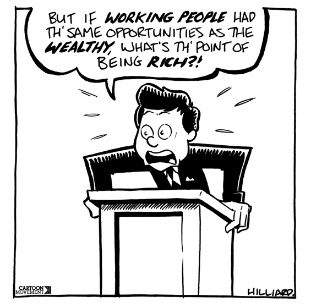 BUT IF WORKING PEOPLE HAD
TH' SAME OPPORTUNITIES AS THE
WEALTHY, WHAT'S TH' POINT OF
BEING RICH?!
CARTOON
MOVEMENT
HILLIARD